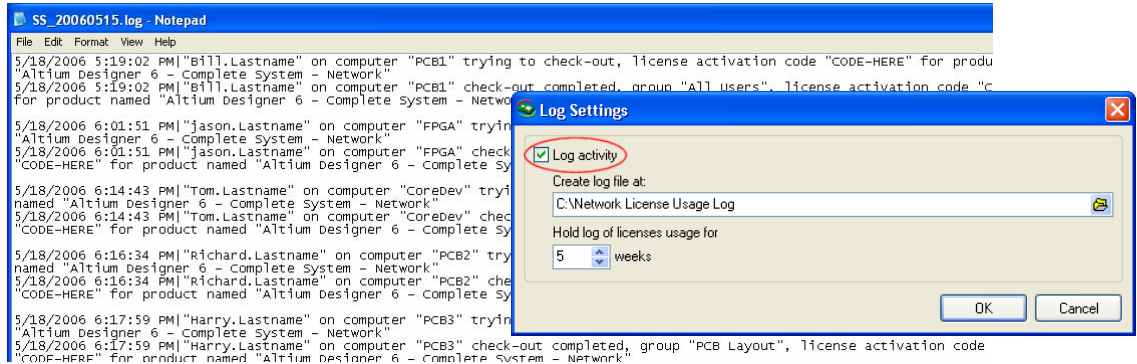 SS_20060515.log - Notepad
File Edit Format View Help
5/18/2006 5:19:02 PM|"Bill.Lastname" on computer "PCB1" trying to check-out, license activation code "CODE-HERE" for produ
"Altium Designer 6 - Complete System - Network"
5/18/2006 5:19:02 PM|"Bill.Lastname" on computer "PCB1" check-out completed, group "All Users", license activation code "C
for product named "Altium Designer 6 - Complete System - Netwo
5/18/2006 6:01:51 PM|"jason.Lastname" on computer "FPGA" tryin
"Altium Designer 6 - Complete System - Network"
5/18/2006 6:01:51 PM|"jason.Lastname" on computer "FPGA" check
"CODE-HERE" for product named "Altium Designer 6 - Complete Sy
5/18/2006 6:14:43 PM|"Tom.Lastname" on computer "CoreDev" tryi
named "Altium Designer 6 - Complete System - Network"
5/18/2006 6:14:43 PM|"Tom.Lastname" on computer "CoreDev" chec
"CODE-HERE" for product named "Altium Designer 6 - Complete Sy
5/18/2006 6:16:34 PM|"Richard.Lastname" on computer "PCB2" try
named "Altium Designer 6 - Complete System - Network"
5/18/2006 6:16:34 PM|"Richard.Lastname" on computer "PCB2" che
"CODE-HERE" for product named "Altium Designer 6 - Complete Sy
5/18/2006 6:17:59 PM|"Harry.Lastname" on computer "PCB3" tryin
"Altium Designer 6 - Complete System - Network"
5/18/2006 6:17:59 PM|"Harry.Lastname" on computer "PCB3" check-out completed, group "PCB Layout", license activation code
"CODE-HERE" for product named "Altium Designer 6 - Complete System - Network"
Log Settings
Log activity
Create log file at:
C:\Network License Usage Log
Hold log of licenses usage for
5 weeks
OK Cancel